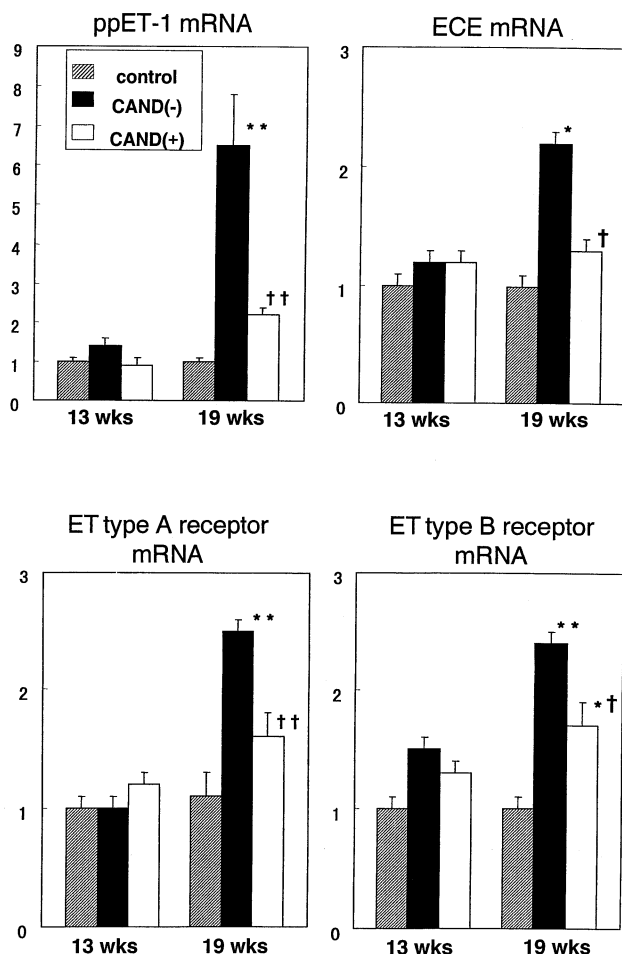 ppET-1 mRNA
9
8
7
6
5
4
3
2
1
0
control
CAND(-)
CAND(+)
* *
† †
13 wks
19 wks
ECE mRNA
3
2
1
0
*
†
13 wks
19 wks
ET type A receptor
mRNA
3
2
1
0
* *
† †
13 wks
19 wks
ET type B receptor
mRNA
3
2
1
0
* *
* †
13 wks
19 wks